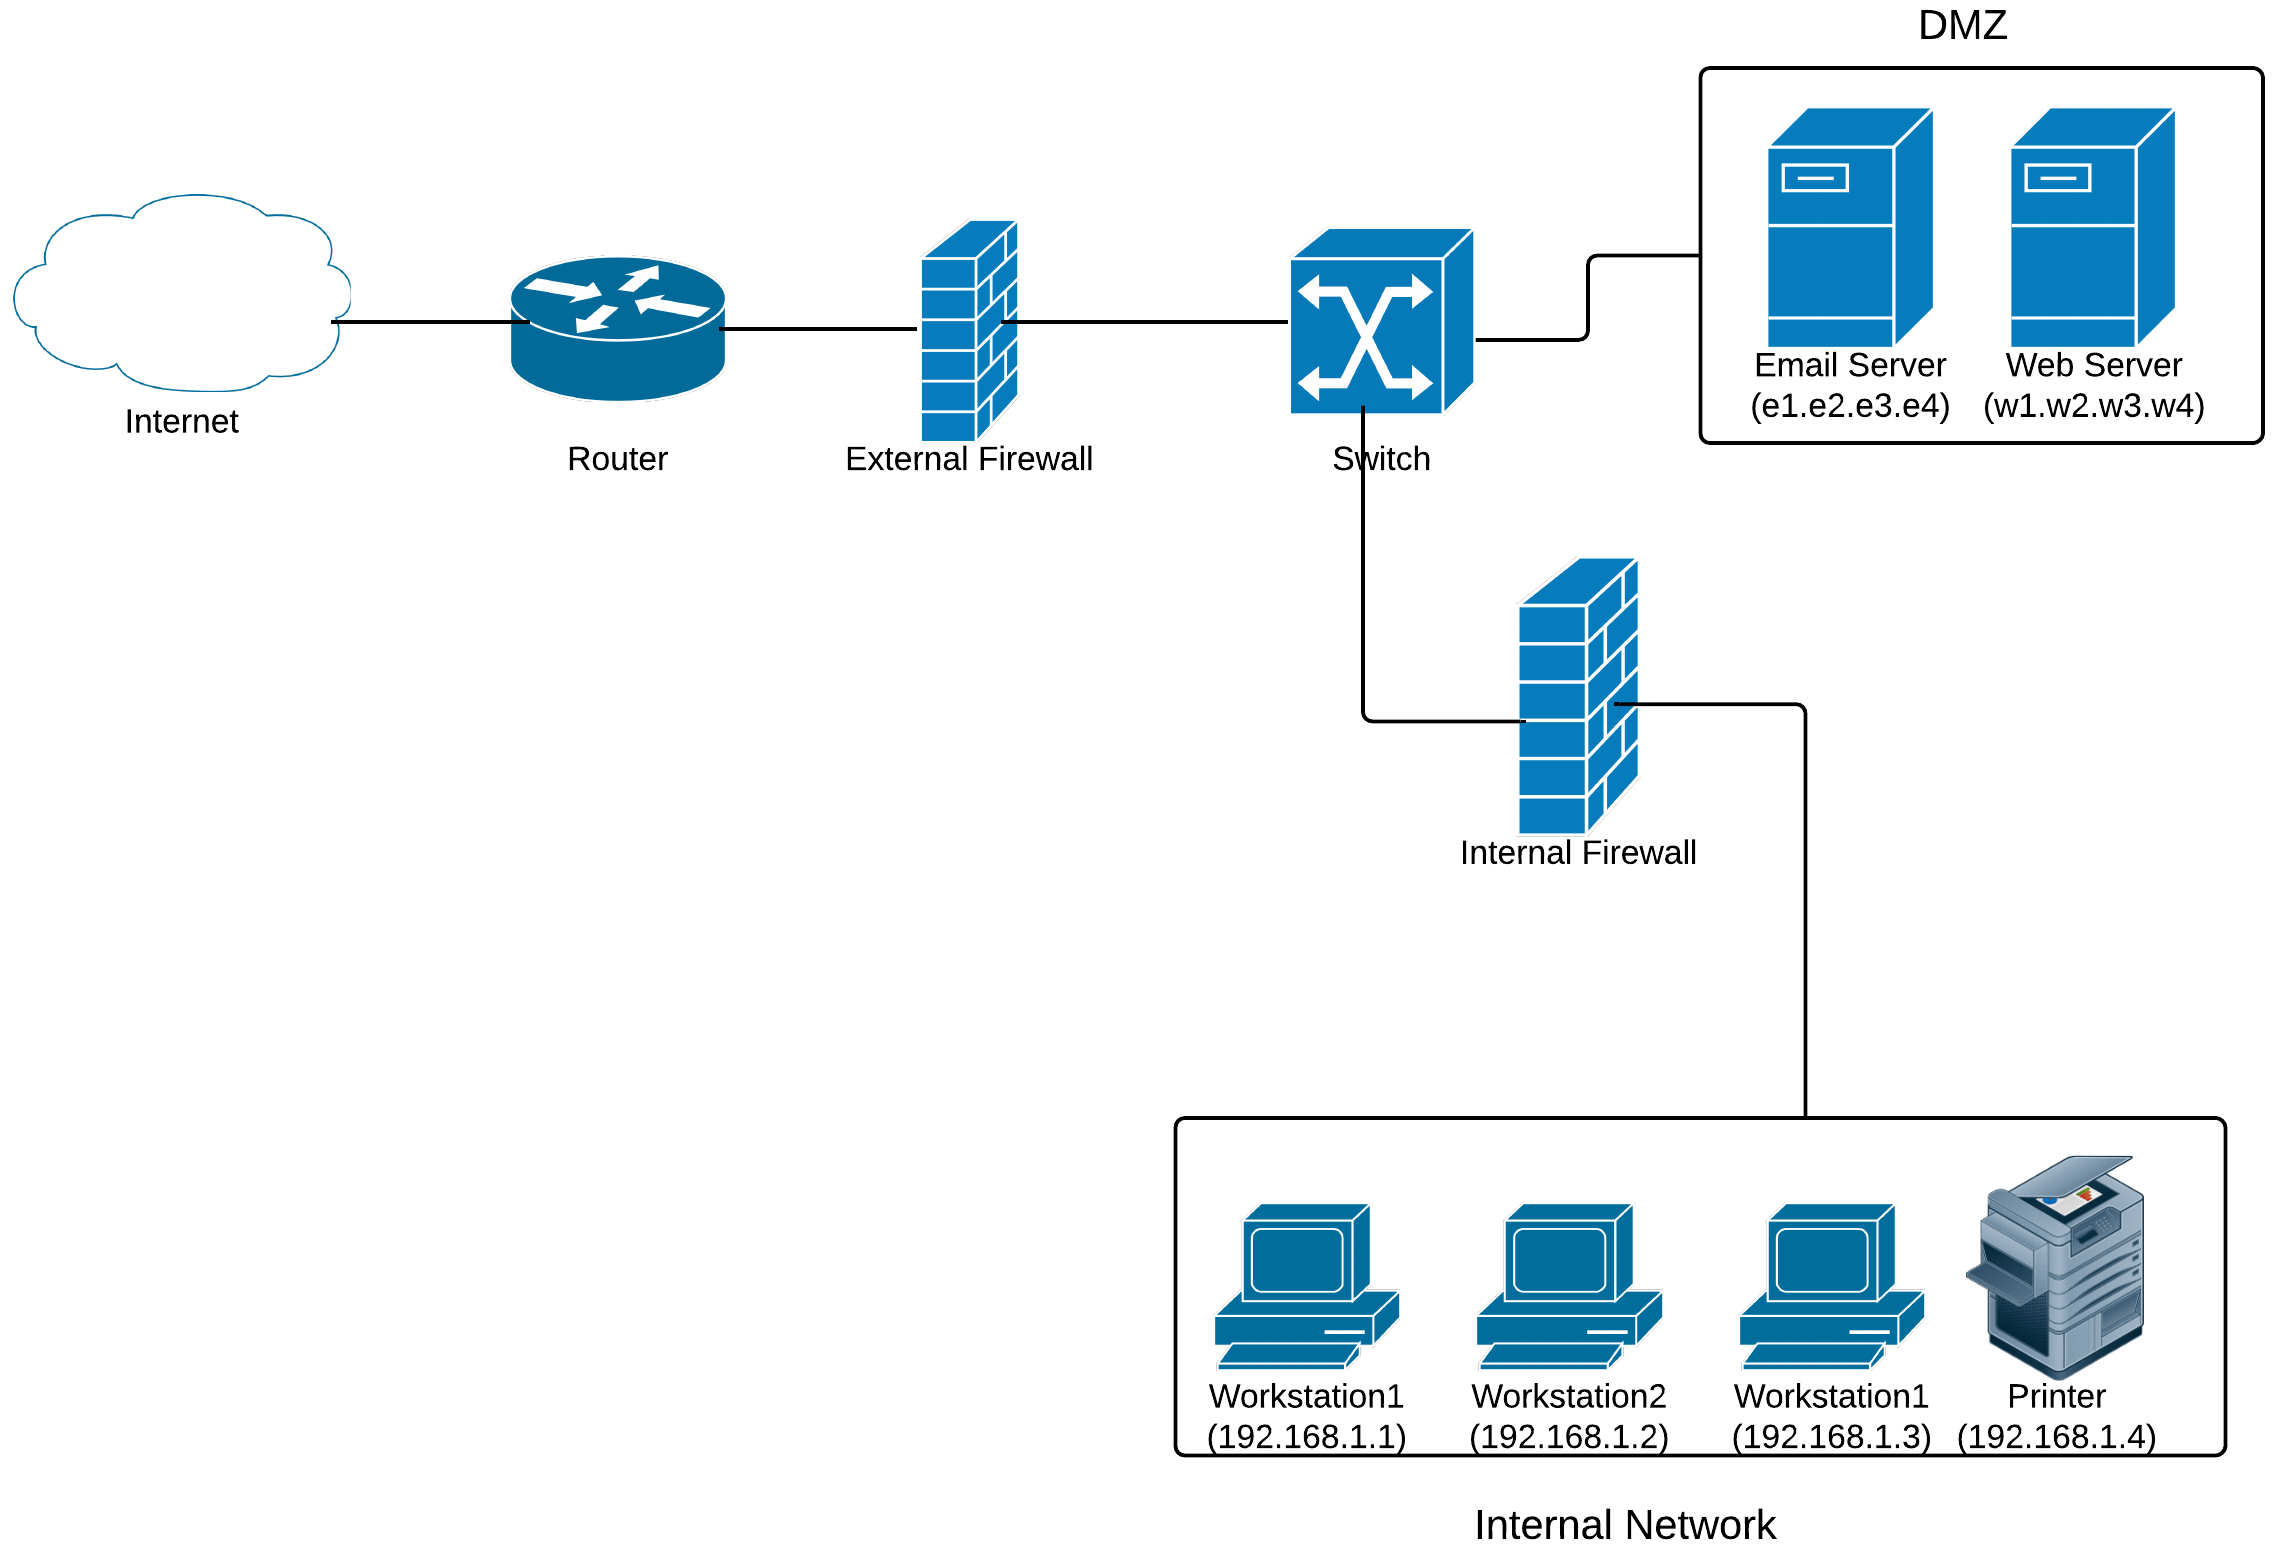 DMZ
Email Server
(e1.e2.e3.e4)
Web Server
(w1.w2.w3.w4)
Internet
Router
External Firewall
Switch
Internal Firewall
Workstation1
(192.168.1.1)
Workstation2
(192.168.1.2)
Workstation1
(192.168.1.3)
Printer
(192.168.1.4)
Internal Network